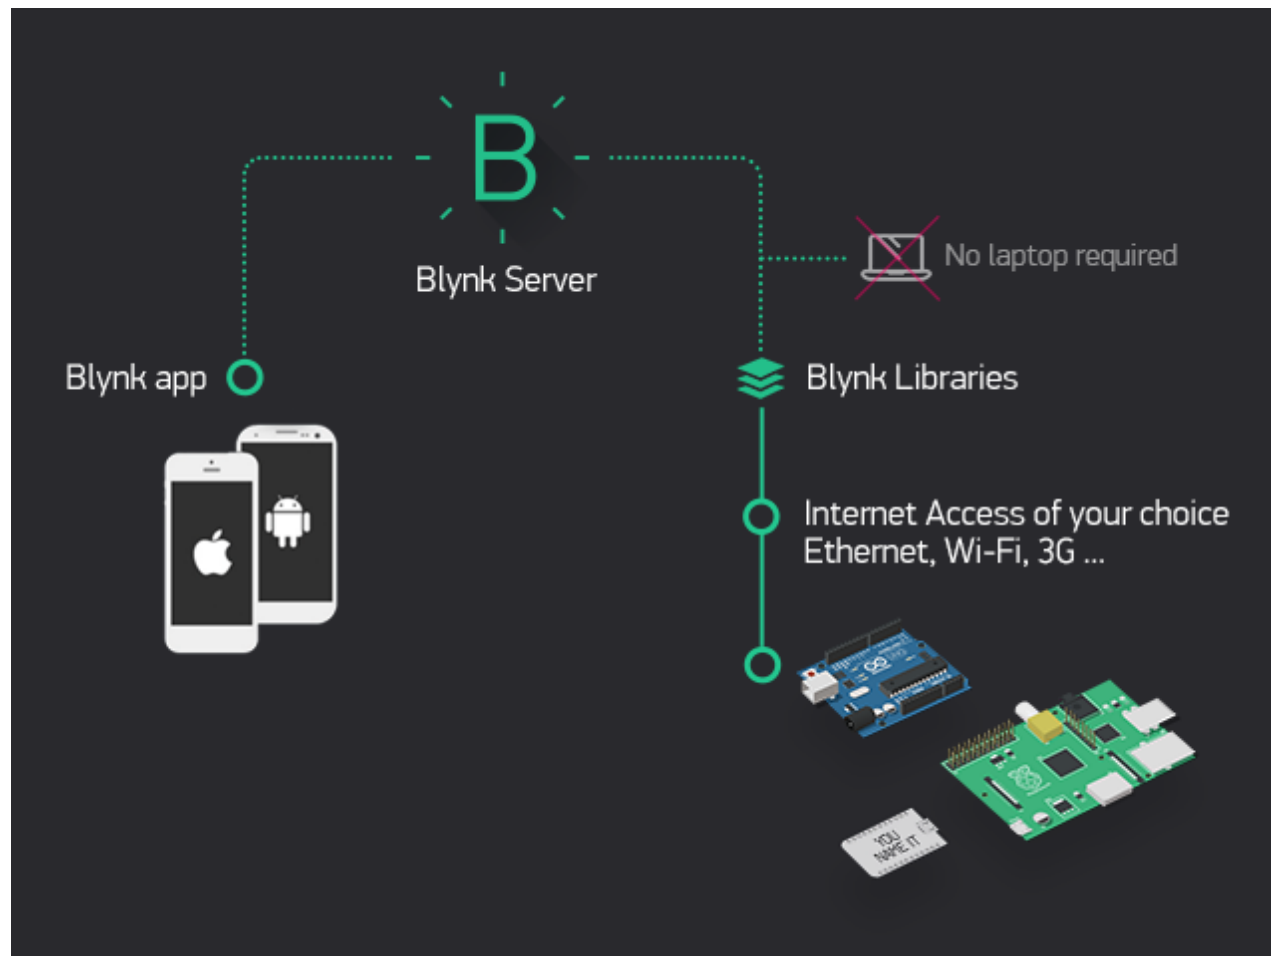 B
Blynk Server
No laptop required
Blynk app
Blynk Libraries
Internet Access of your choice
Ethernet, Wi-Fi, 3G ...
UNO
YOU
NAME IT